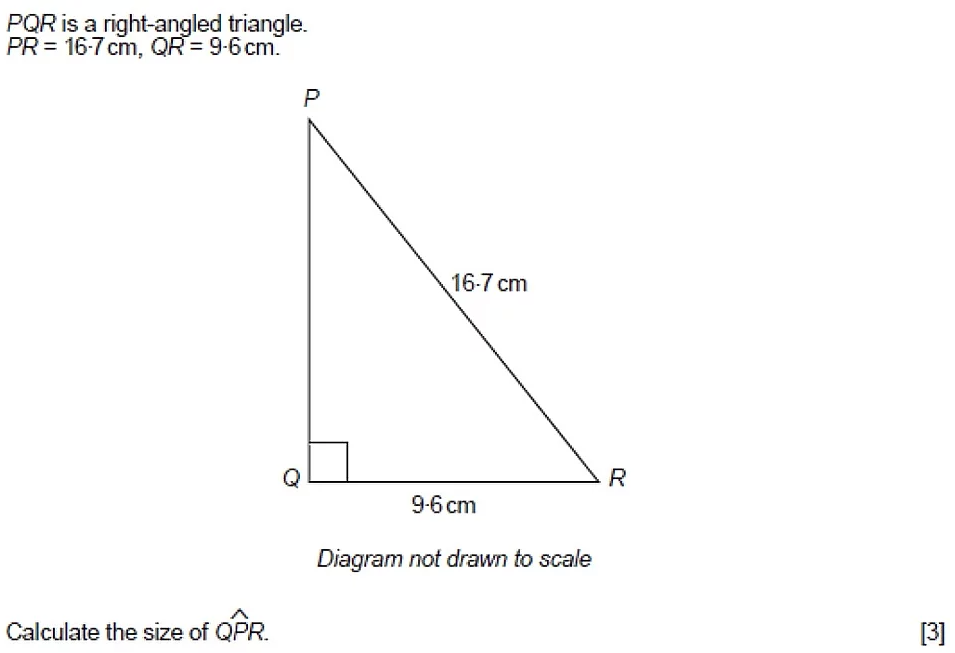 PQR is a right-angled triangle.
PR = 16·7 cm, QR = 9·6 cm.
P
16·7 cm
Q
R
9·6 cm
Diagram not drawn to scale
Calculate the size of QP̂R. [3]